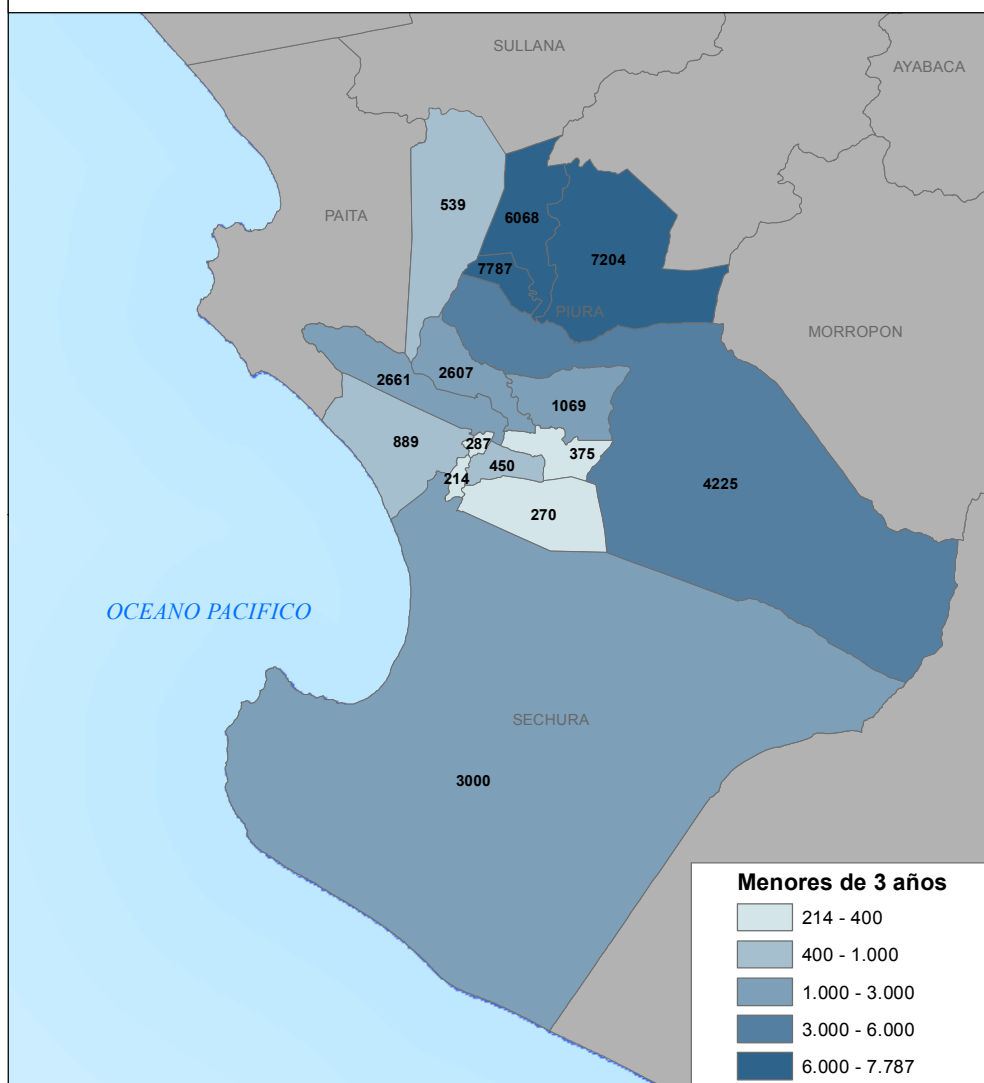 SULLANA
AYABACA
539
PAITA
6068
7204
7787
PIURA
MORROPON
2661
2607
1069
889
287
375
450
214
4225
270
OCEANO PACIFICO
SECHURA
3000
Menores de 3 años
214 - 400
400 - 1.000
1.000 - 3.000
3.000 - 6.000
6.000 - 7.787